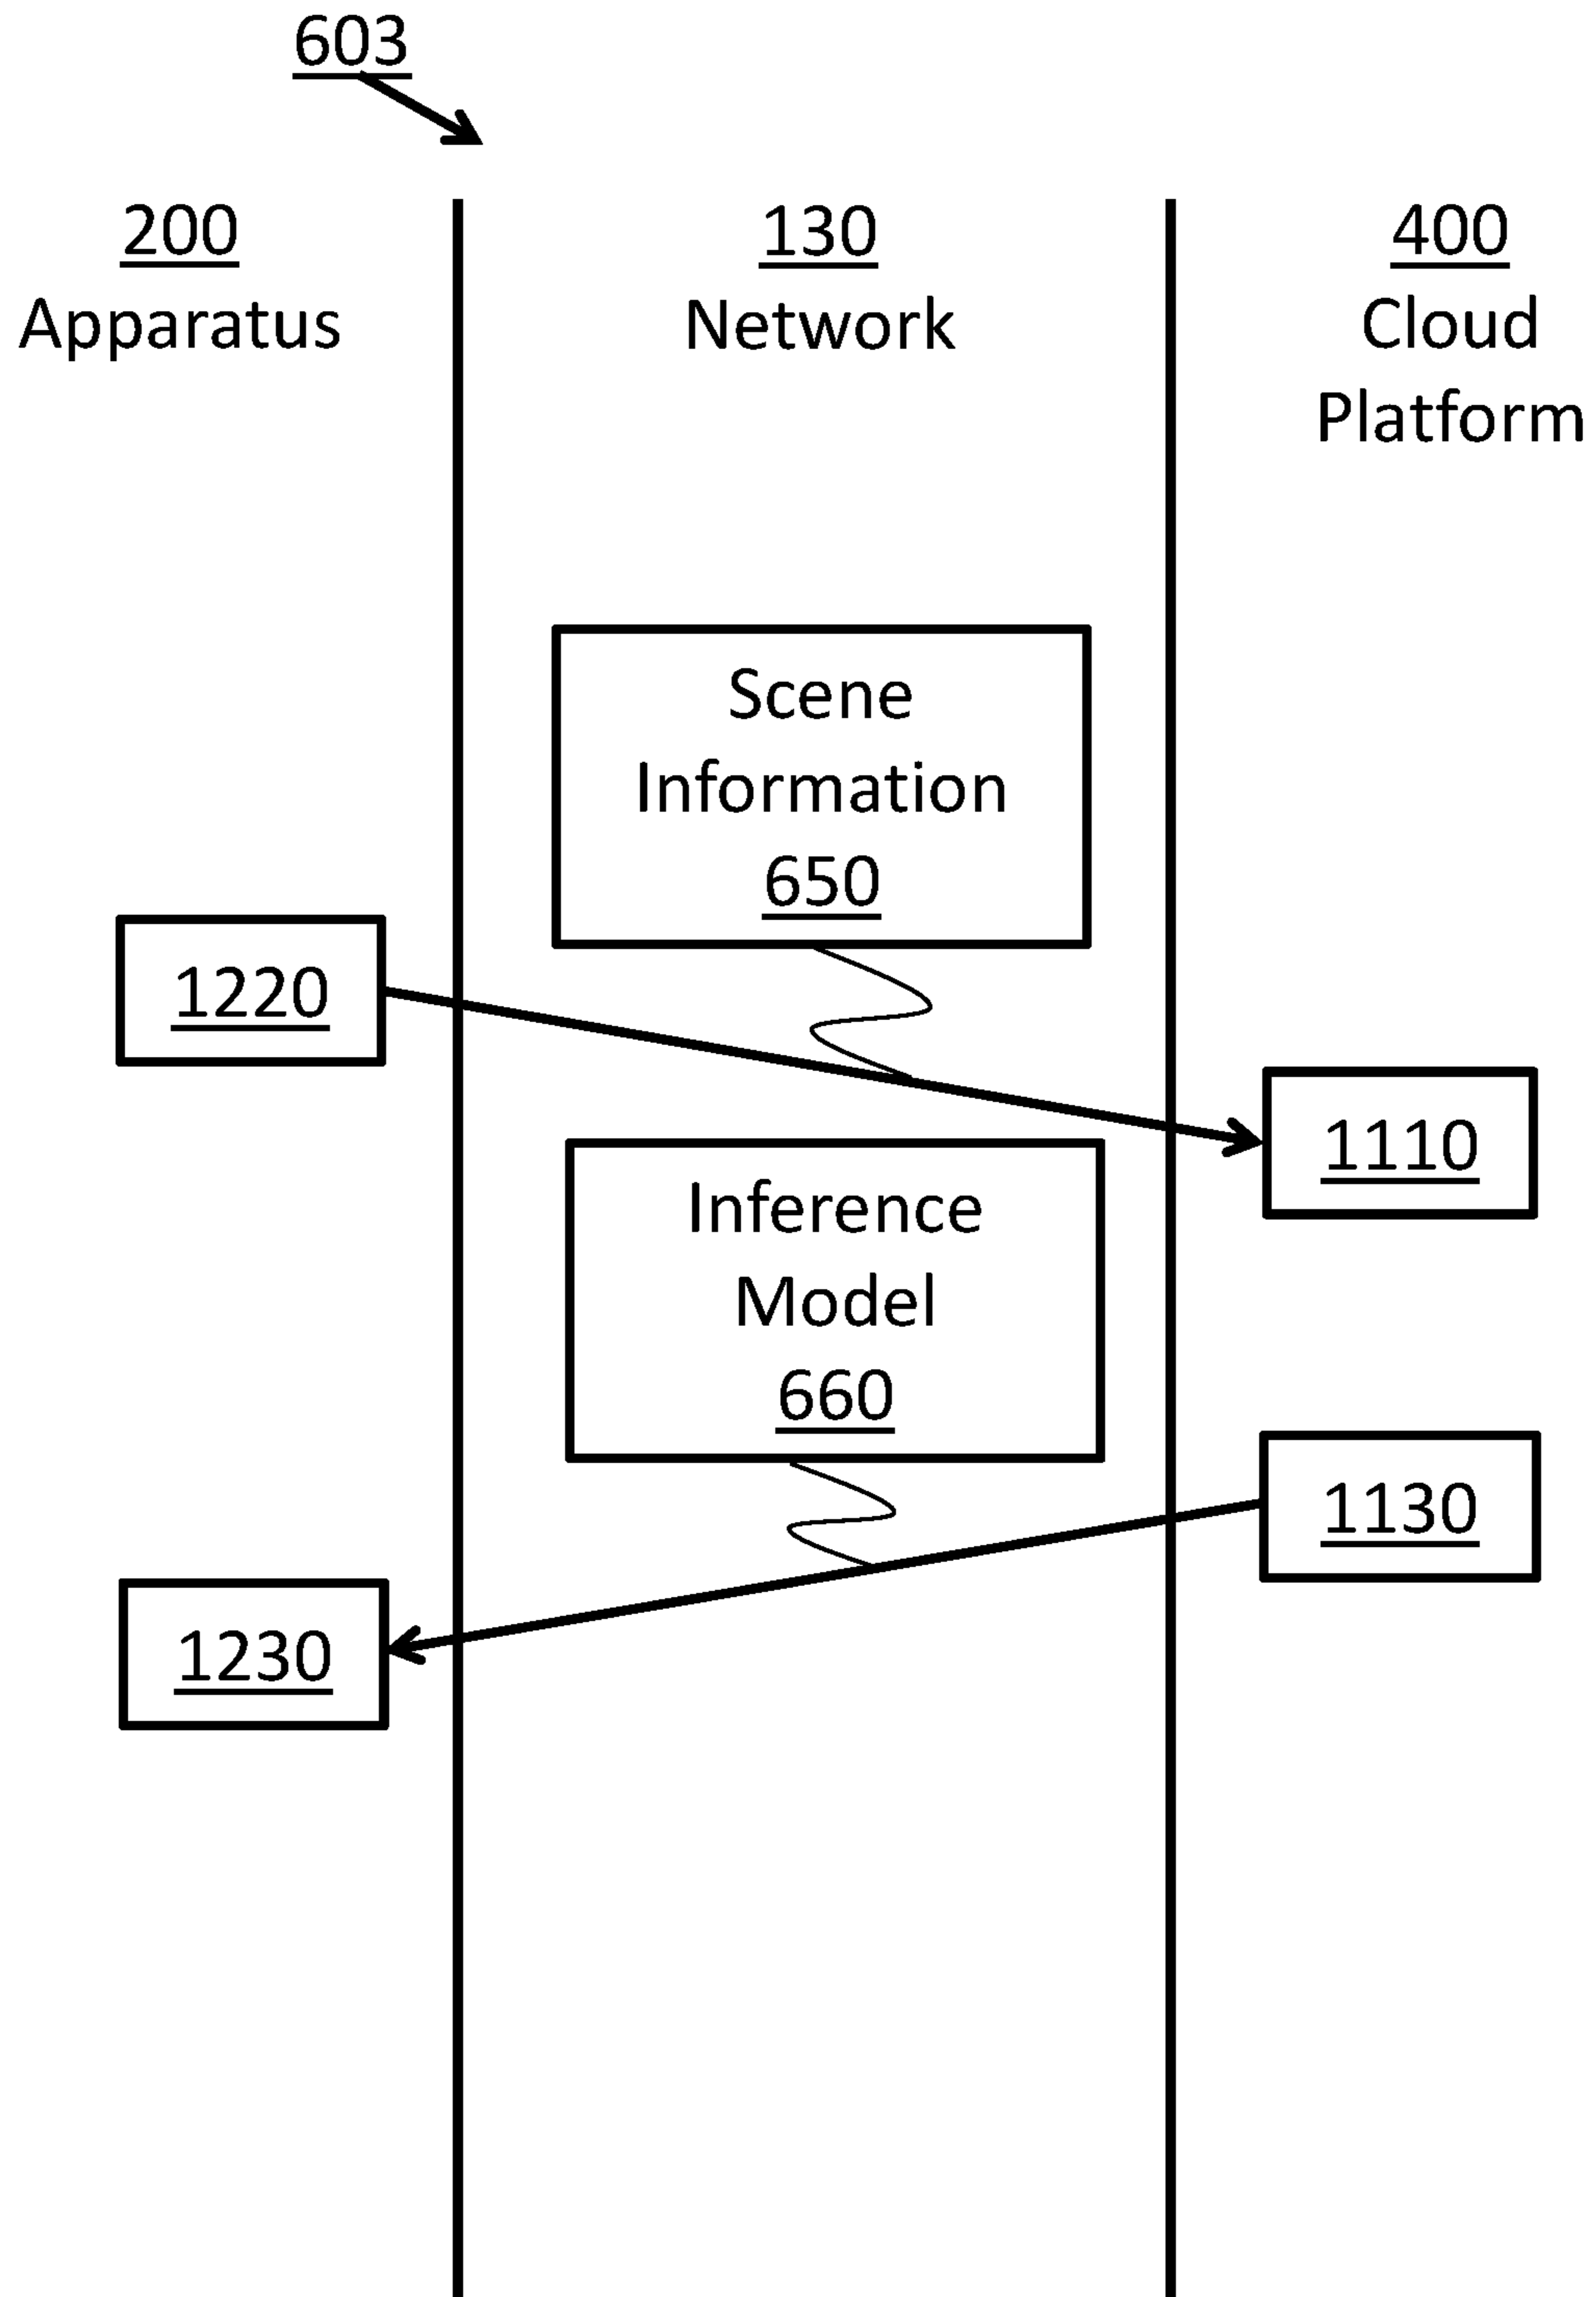 603
200
Apparatus
130
Network
400
Cloud
Platform
Scene
Information
650
1220
1110
Inference
Model
660
1130
1230